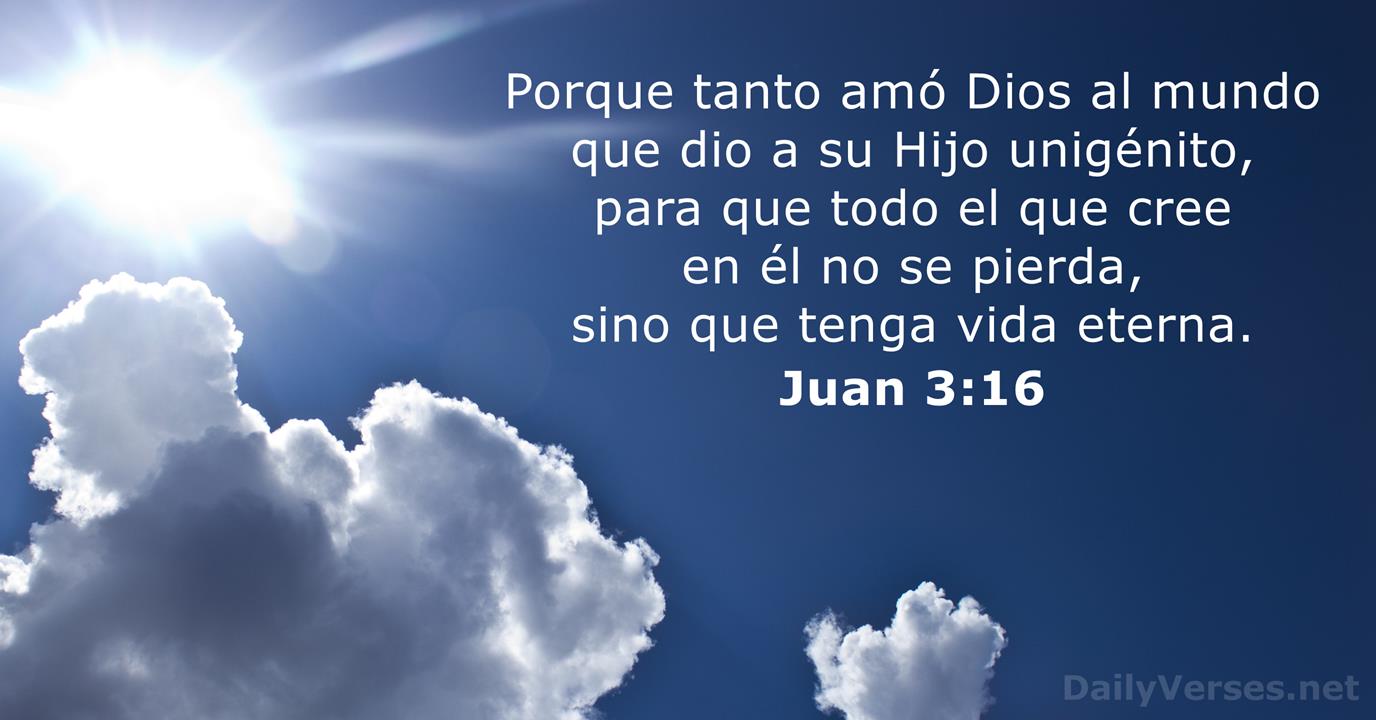 Porque tanto amó Dios al mundo
que dio a su Hijo unigénito,
para que todo el que cree
en él no se pierda,
sino que tenga vida eterna.
Juan 3:16
DailyVerses.net